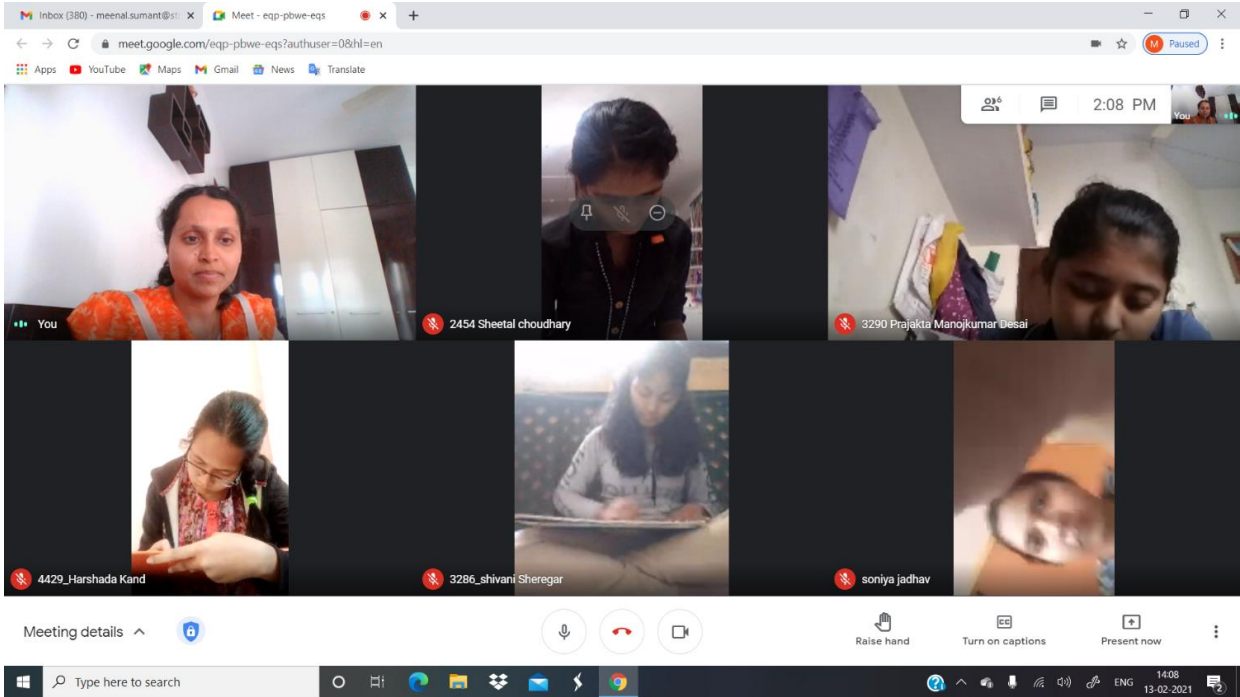 Inbox (380) - meenal.sumant@st
Meet - eqp-pbwe-eqs
meet.google.com/eqp-pbwe-eqs?authuser=0&hl=en
M Paused
Apps YouTube Maps Gmail News Translate
6 2:08 PM
You
You
2454 Sheetal choudhary
3290 Prajakta Manojkumar Desai
4429_Harshada Kand
3286_shivani Sheregar
soniya jadhav
Meeting details
Raise hand
CC
Turn on captions
Present now
Type here to search
ENG
14:08
13-02-2021
2